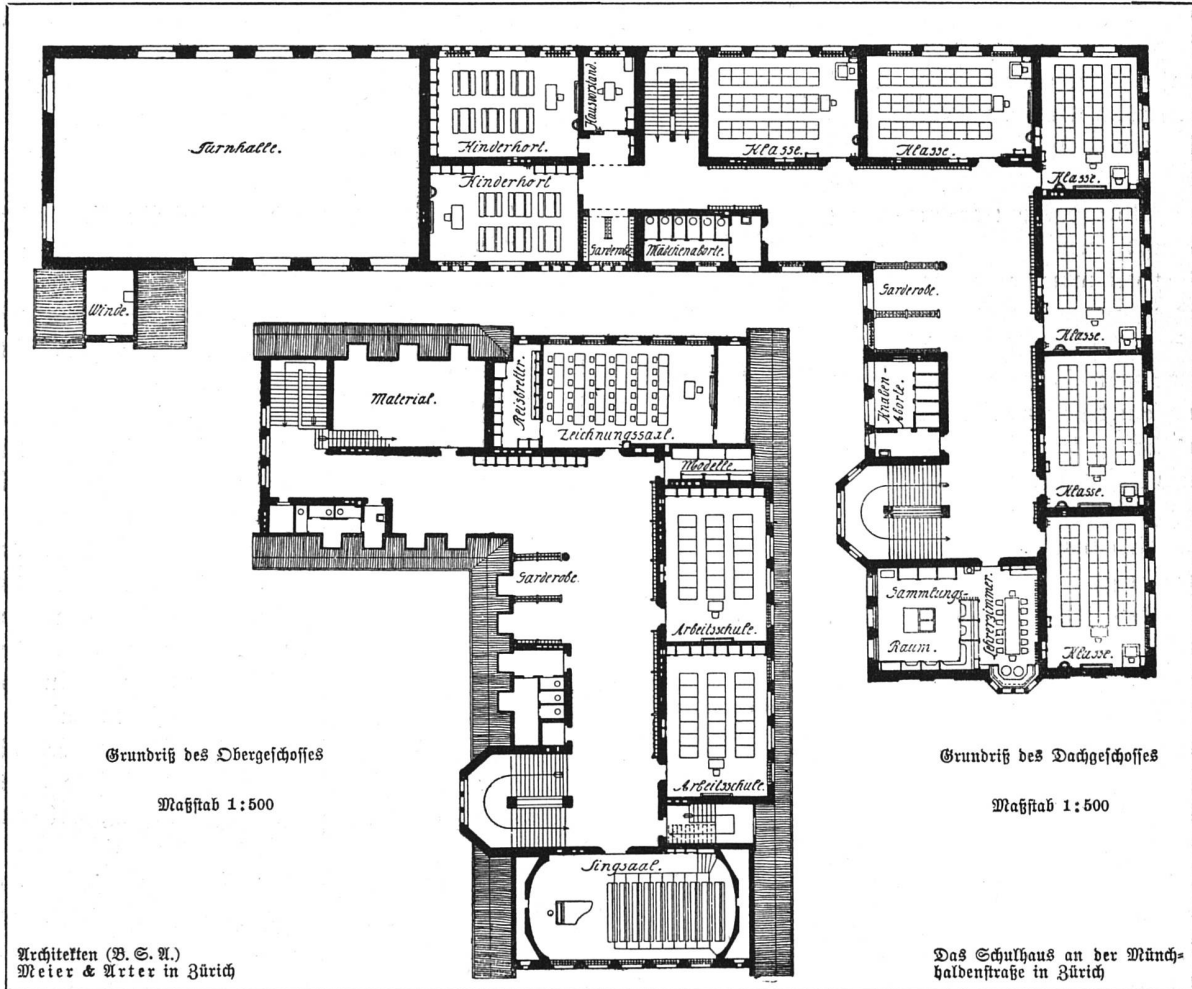 Turnhalle.
Kinderhort.
Hausvorstand.
Klasse.
Klasse.
Klasse.
Kinderhort
Garderobe
Mädchenaborte.
Winde.
Garderobe.
Klasse.
Reisbretter.
Material.
Zeichnungssaal.
Knaben-
Aborte.
Modelle.
Klasse.
Garderobe.
Arbeitsschule.
Sammlungs-
Raum.
Lehrerzimmer.
Klasse.
Arbeitsschule.
Grundriß des Obergeschosses
Maßstab 1:500
Grundriß des Dachgeschosses
Maßstab 1:500
Singsaal.
Architekten (B. S. A.)
Meier & Arter in Zürich
Das Schulhaus an der Münch-
haldenstraße in Zürich